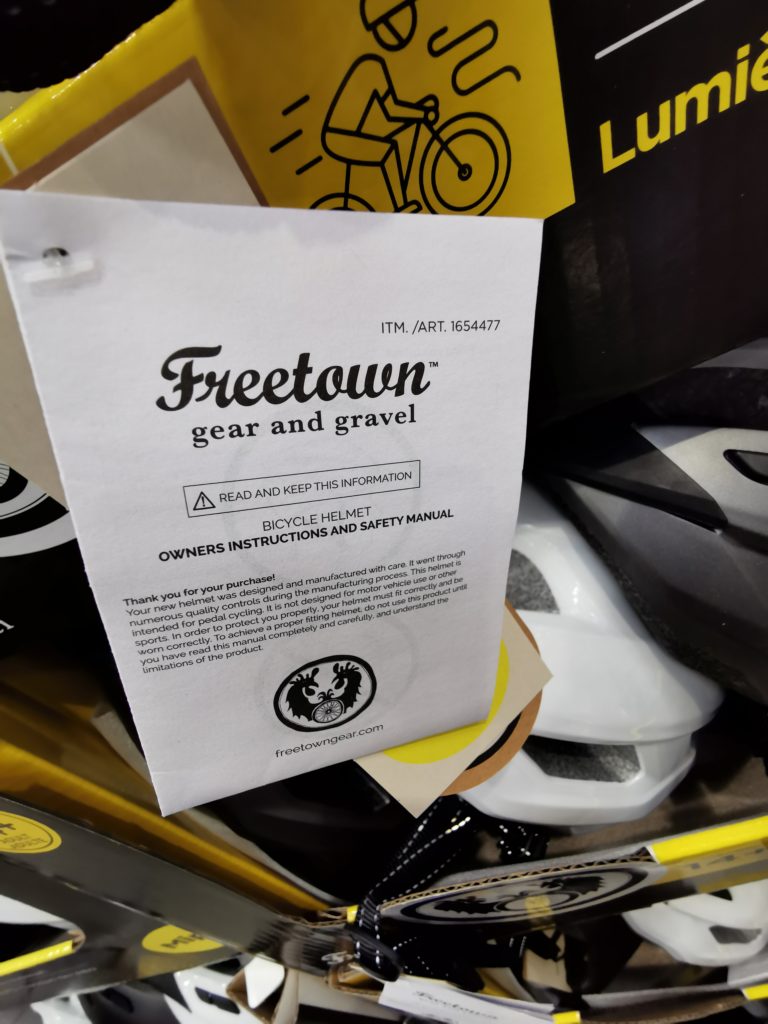 Lumiè
ITM. /ART. 1654477
Freetown™
gear and gravel
READ AND KEEP THIS INFORMATION
BICYCLE HELMET
OWNERS INSTRUCTIONS AND SAFETY MANUAL
Thank you for your purchase!
Your new helmet was designed and manufactured with care. It went through
numerous quality controls during the manufacturing process. This helmet is
intended for pedal cycling. It is not designed for motor vehicle use or other
sports. In order to protect you properly, your helmet must fit correctly and be
worn correctly. To achieve a proper fitting helmet, do not use this product until
you have read this manual completely and carefully, and understand the
limitations of the product.
freetowngear.com
Freetown